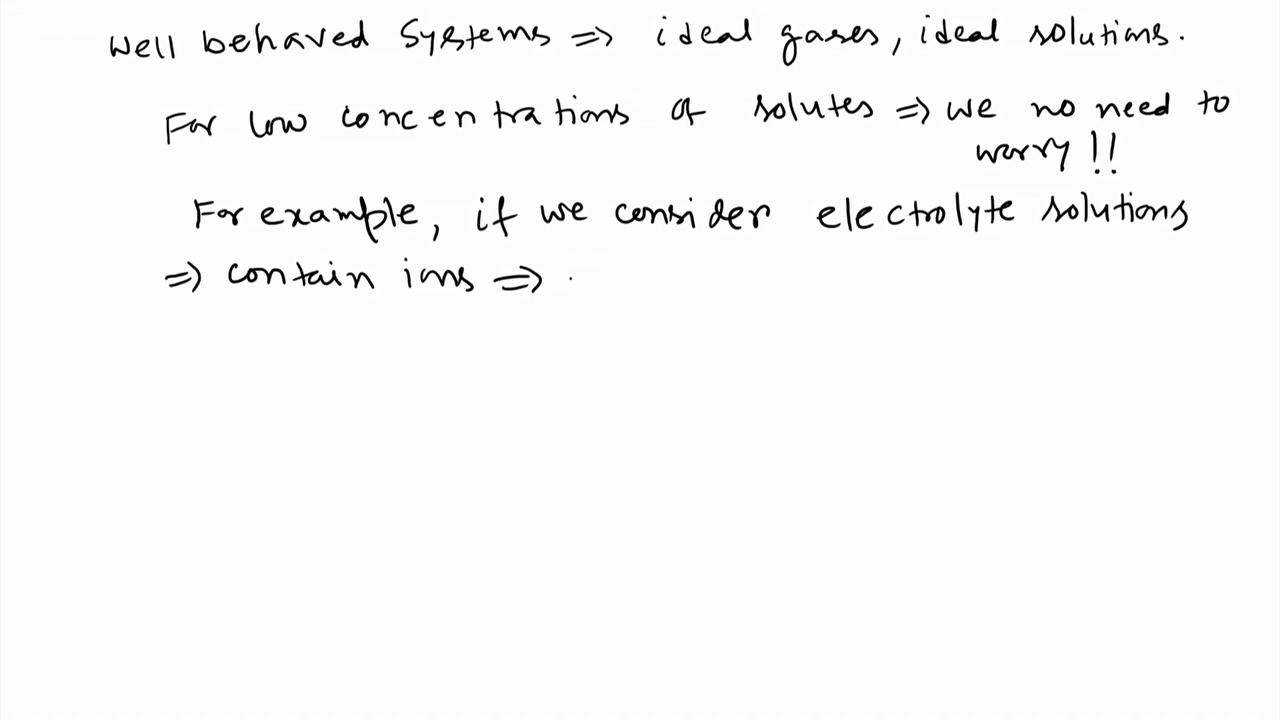 Well behaved Systems => ideal gases, ideal solutions.
For low concentrations of solutes => we no need to
worry !!
For example, if we consider electrolyte solutions
=> contain ions =>